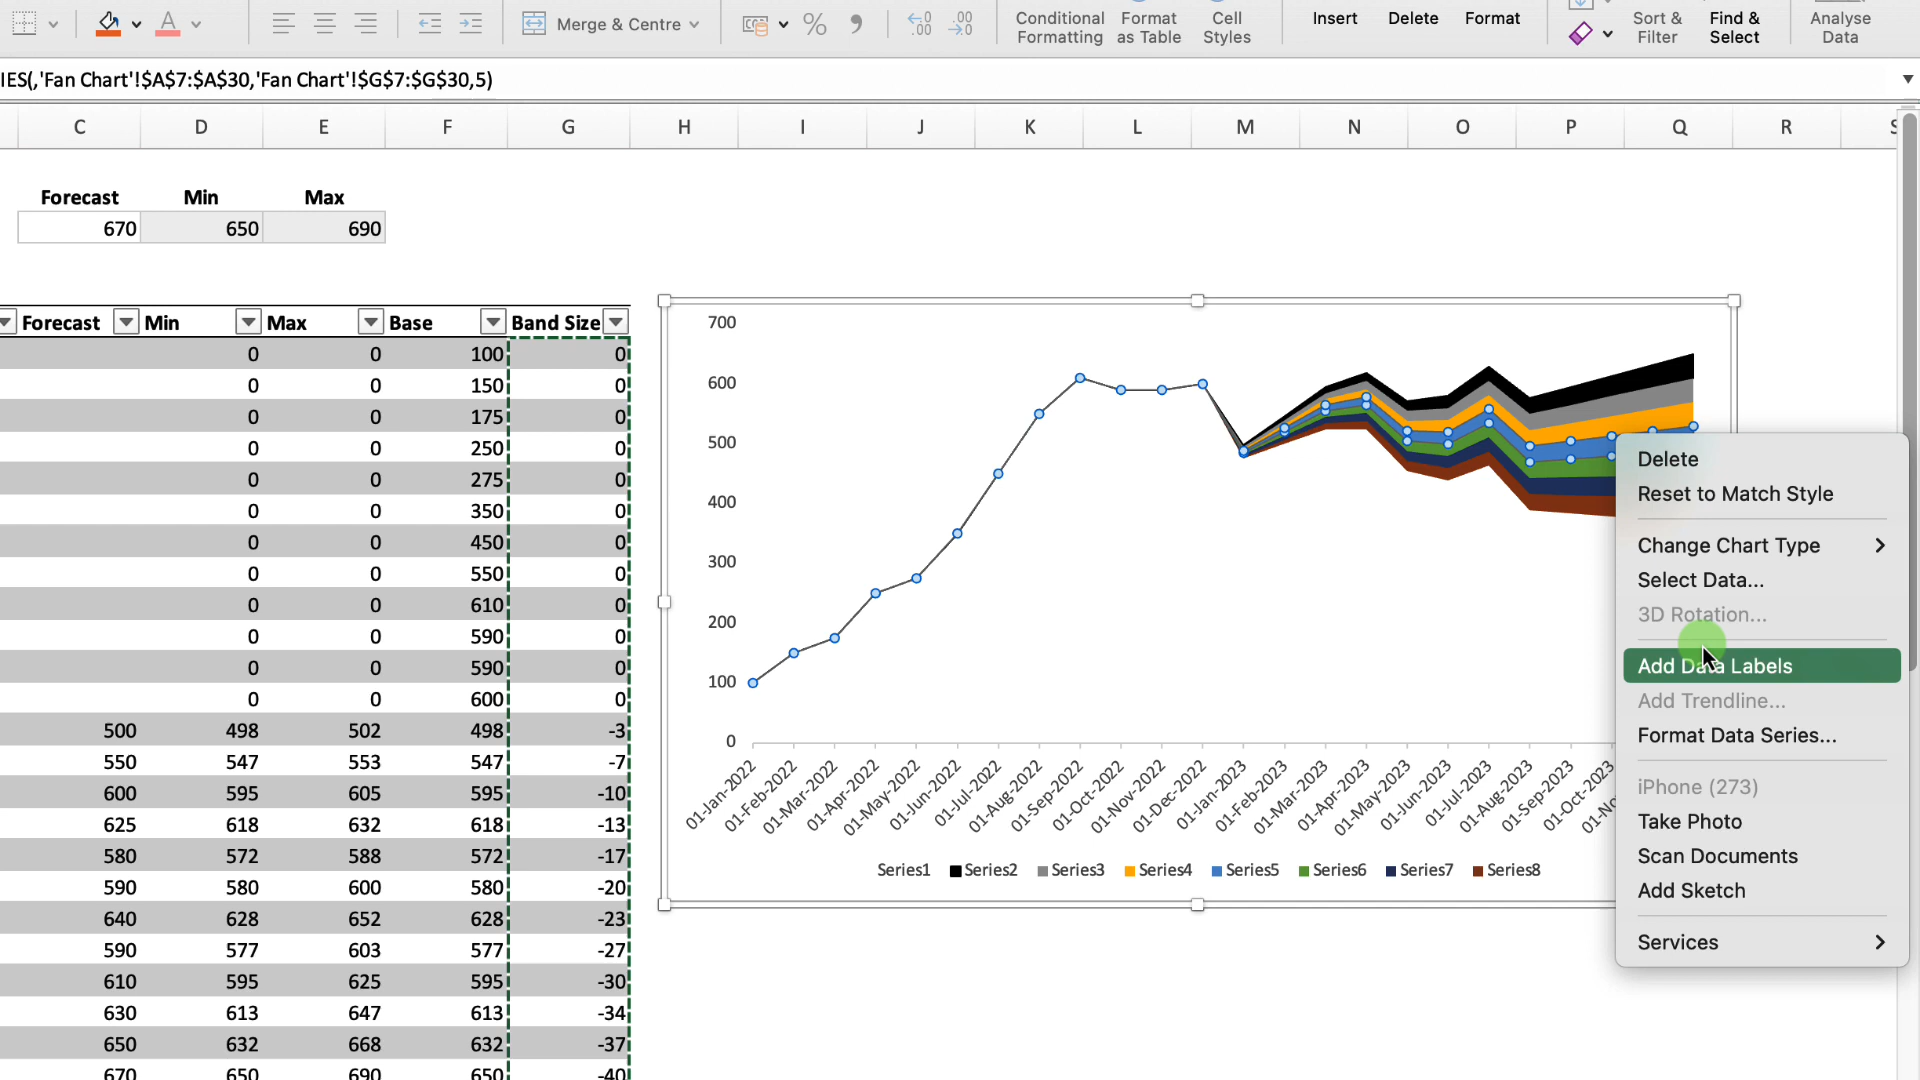 Merge & Centre
%
Conditional Formatting
Format as Table
Cell Styles
Insert
Delete
Format
Sort & Filter
Find & Select
Analyse Data
IES(,'Fan Chart'!$A$7:$A$30,'Fan Chart'!$G$7:$G$30,5)
C D E F G H I J K L M N O P Q R S
Forecast Min Max
670 650 690
Forecast Min Max Base Band Size
0 0 100 0
0 0 150 0
0 0 175 0
0 0 250 0
0 0 275 0
0 0 350 0
0 0 450 0
0 0 550 0
0 0 610 0
0 0 590 0
0 0 590 0
0 0 600 0
500 498 502 498 -3
550 547 553 547 -7
600 595 605 595 -10
625 618 632 618 -13
580 572 588 572 -17
590 580 600 580 -20
640 628 652 628 -23
590 577 603 577 -27
610 595 625 595 -30
630 613 647 613 -34
650 632 668 632 -37
670 650 690 650 -40
700
600
500
400
300
200
100
0
01-Jan-2022
01-Feb-2022
01-Mar-2022
01-Apr-2022
01-May-2022
01-Jun-2022
01-Jul-2022
01-Aug-2022
01-Sep-2022
01-Oct-2022
01-Nov-2022
01-Dec-2022
01-Jan-2023
01-Feb-2023
01-Mar-2023
01-Apr-2023
01-May-2023
01-Jun-2023
01-Jul-2023
01-Aug-2023
01-Sep-2023
01-Oct-2023
Series1 Series2 Series3 Series4 Series5 Series6 Series7 Series8
Delete
Reset to Match Style
Change Chart Type
Select Data...
3D Rotation...
Add Data Labels
Add Trendline...
Format Data Series...
iPhone (273)
Take Photo
Scan Documents
Add Sketch
Services